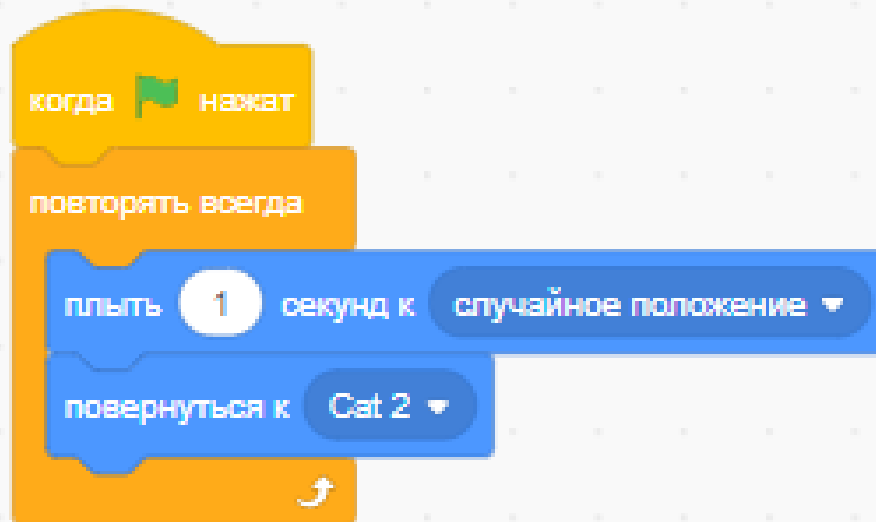 когда нажат
повторять всегда
плыть 1 секунд к случайное положение
повернуться к Cat 2